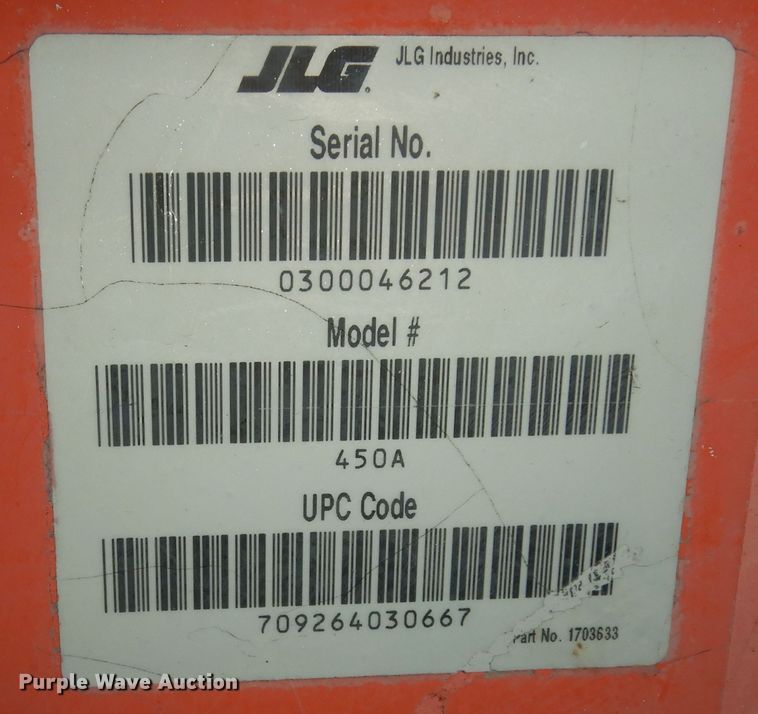 JLG® JLG Industries, Inc.
Serial No.
0300046212
Model #
450A
UPC Code
709264030667
Part No. 1703633
Purple Wave Auction